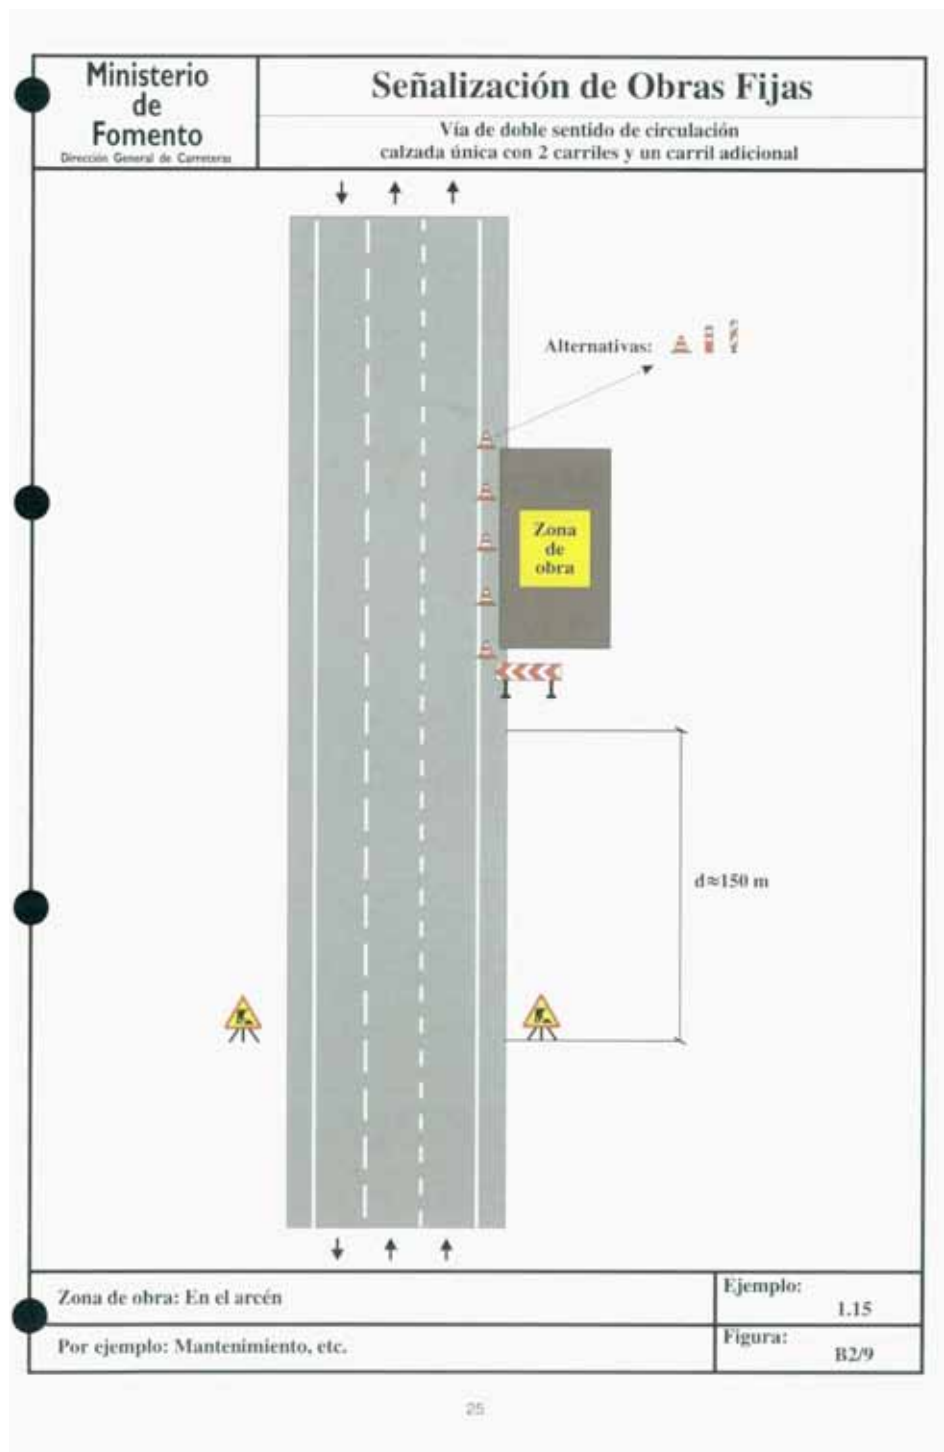 Ministerio
de
Fomento
Dirección General de Carreteras
Señalización de Obras Fijas
Vía de doble sentido de circulación
calzada única con 2 carriles y un carril adicional
Alternativas:
Zona
de
obra
d≈150 m
Zona de obra: En el arcén
Ejemplo:
1.15
Por ejemplo: Mantenimiento, etc.
Figura:
B2/9
25